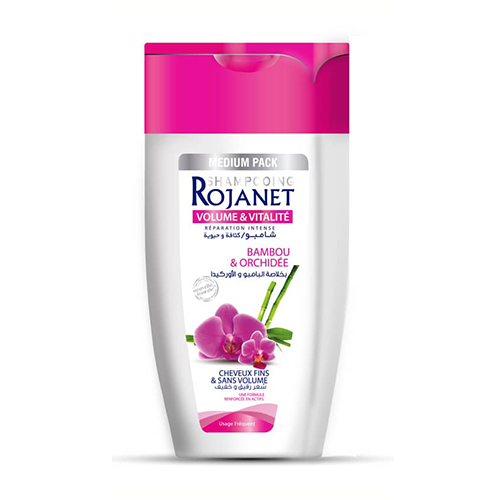 MEDIUM PACK
SHAMPOOING
ROJANET
VOLUME & VITALITÉ
RÉPARATION INTENSE
شامبو/كثافة و حيوية
BAMBOU
& ORCHIDÉE
بخلاصة البامبو و الأوركيدا
CHEVEUX FINS
& SANS VOLUME
شعر رقيق و خفيف
UNE FORMULE
RENFORCÉE EN ACTIFS
Usage Fréquent